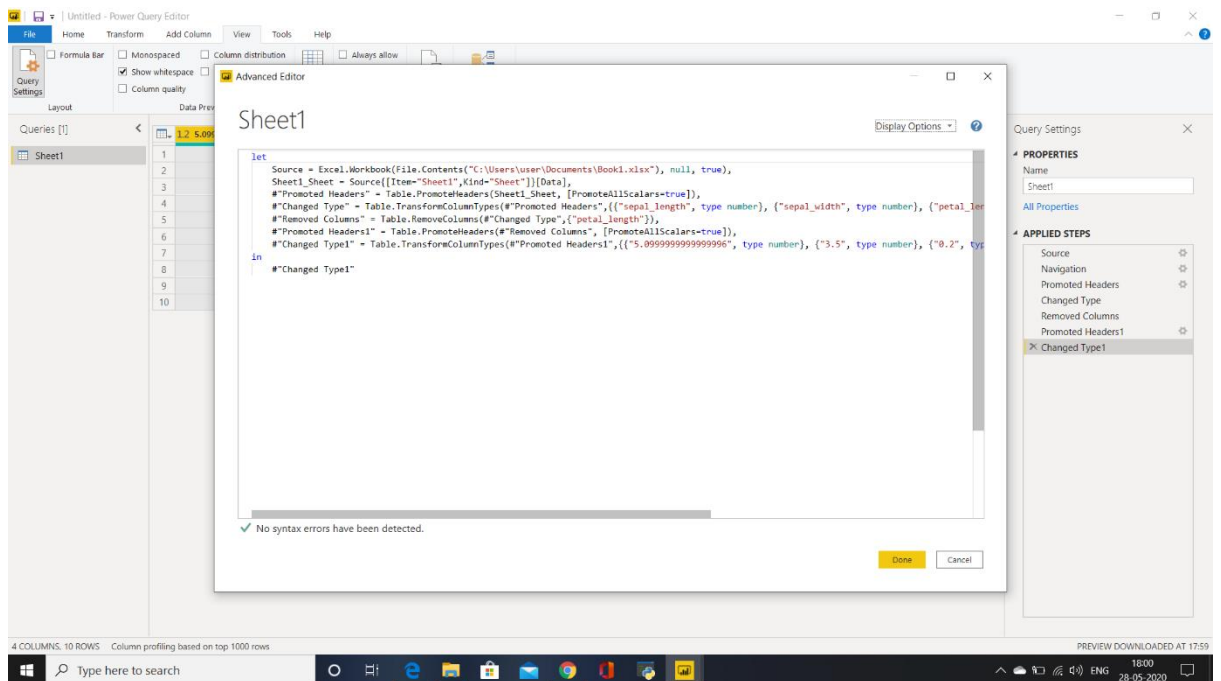 Untitled - Power Query Editor
File Home Transform Add Column View Tools Help
Formula Bar Monospaced Column distribution Always allow
Show whitespace
Column quality
Query Settings
Layout Data Prev
Advanced Editor
Queries [1]
Sheet1
1.2 5.099
1
2
3
4
5
6
7
8
9
10
Sheet1
Display Options
let
Source = Excel.Workbook(File.Contents("C:\Users\user\Documents\Book1.xlsx"), null, true),
Sheet1_Sheet = Source{[Item="Sheet1",Kind="Sheet"]}[Data],
#"Promoted Headers" = Table.PromoteHeaders(Sheet1_Sheet, [PromoteAllScalars=true]),
#"Changed Type" = Table.TransformColumnTypes(#"Promoted Headers",{{"sepal_length", type number}, {"sepal_width", type number}, {"petal_ler
#"Removed Columns" = Table.RemoveColumns(#"Changed Type",{"petal_length"}),
#"Promoted Headers1" = Table.PromoteHeaders(#"Removed Columns", [PromoteAllScalars=true]),
#"Changed Type1" = Table.TransformColumnTypes(#"Promoted Headers1",{{"5.0999999999999996", type number}, {"3.5", type number}, {"0.2", typ
in
#"Changed Type1"
No syntax errors have been detected.
Done Cancel
Query Settings
PROPERTIES
Name
Sheet1
All Properties
APPLIED STEPS
Source
Navigation
Promoted Headers
Changed Type
Removed Columns
Promoted Headers1
Changed Type1
4 COLUMNS, 10 ROWS Column profiling based on top 1000 rows
PREVIEW DOWNLOADED AT 17:59
Type here to search
ENG
18:00
28-05-2020